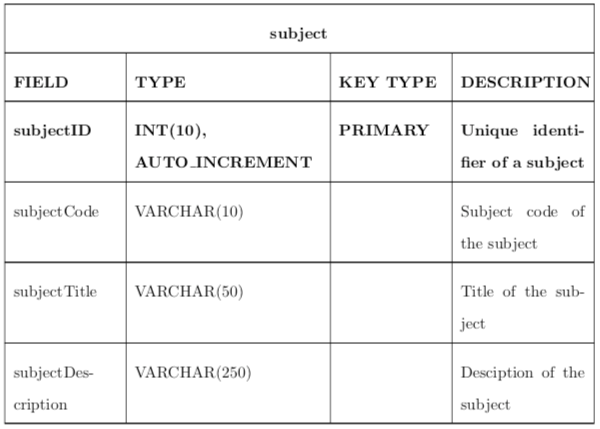 subject
FIELD TYPE KEY TYPE DESCRIPTION
subjectID INT(10), PRIMARY Unique identi-
AUTO_INCREMENT fier of a subject
subjectCode VARCHAR(10) Subject code of
the subject
subjectTitle VARCHAR(50) Title of the sub-
ject
subjectDes- VARCHAR(250) Desciption of the
cription subject